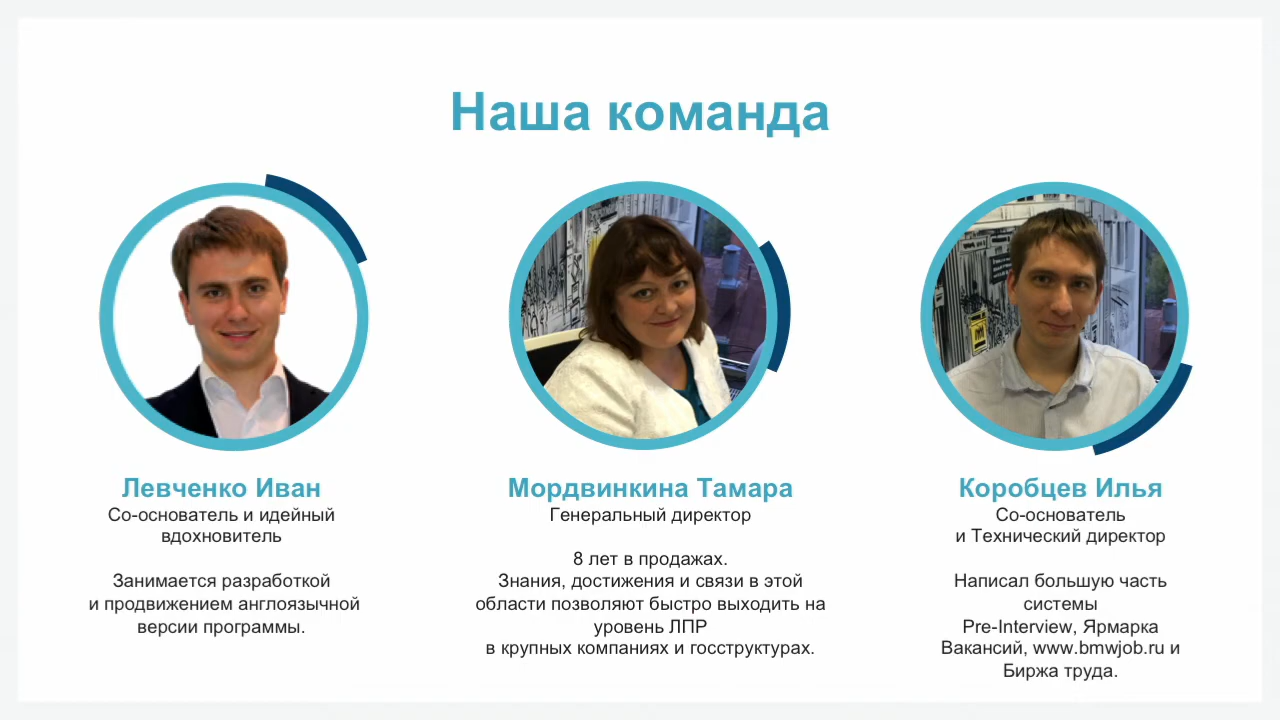 Наша команда
Левченко Иван
Со-основатель и идейный
вдохновитель
Занимается разработкой
и продвижением англоязычной
версии программы.
Мордвинкина Тамара
Генеральный директор
8 лет в продажах.
Знания, достижения и связи в этой
области позволяют быстро выходить на
уровень ЛПР
в крупных компаниях и госструктурах.
Коробцев Илья
Со-основатель
и Технический директор
Написал большую часть
системы
Pre-Interview, Ярмарка
Вакансий, www.bmwjob.ru и
Биржа труда.